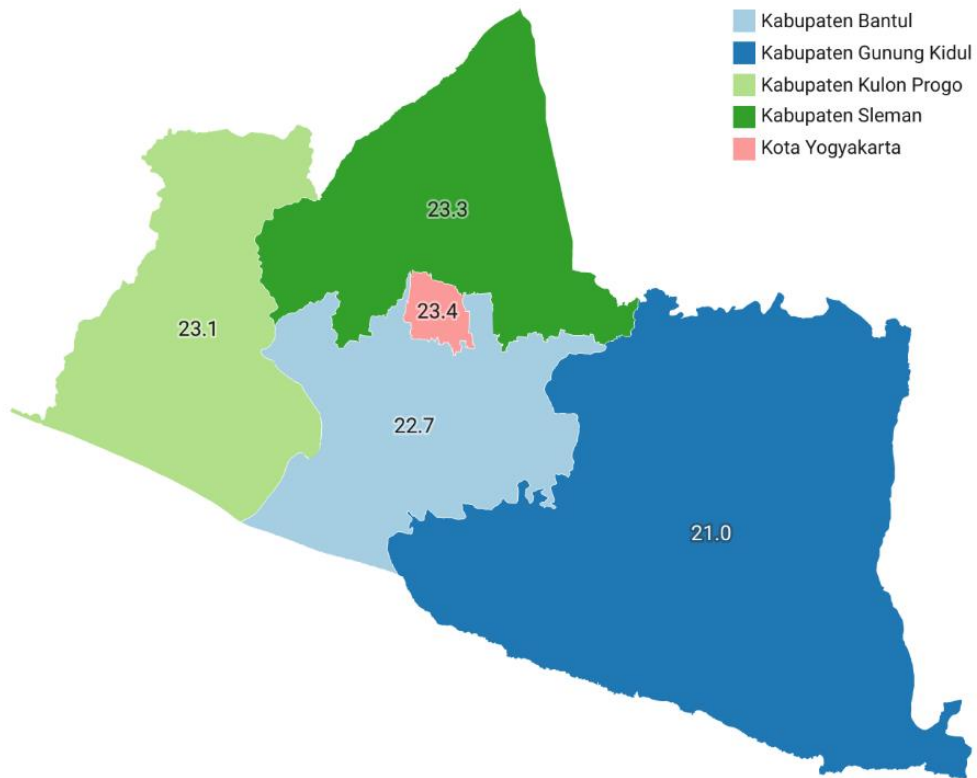 Kabupaten Bantul
Kabupaten Gunung Kidul
Kabupaten Kulon Progo
Kabupaten Sleman
Kota Yogyakarta
23.3
23.4
23.1
22.7
21.0